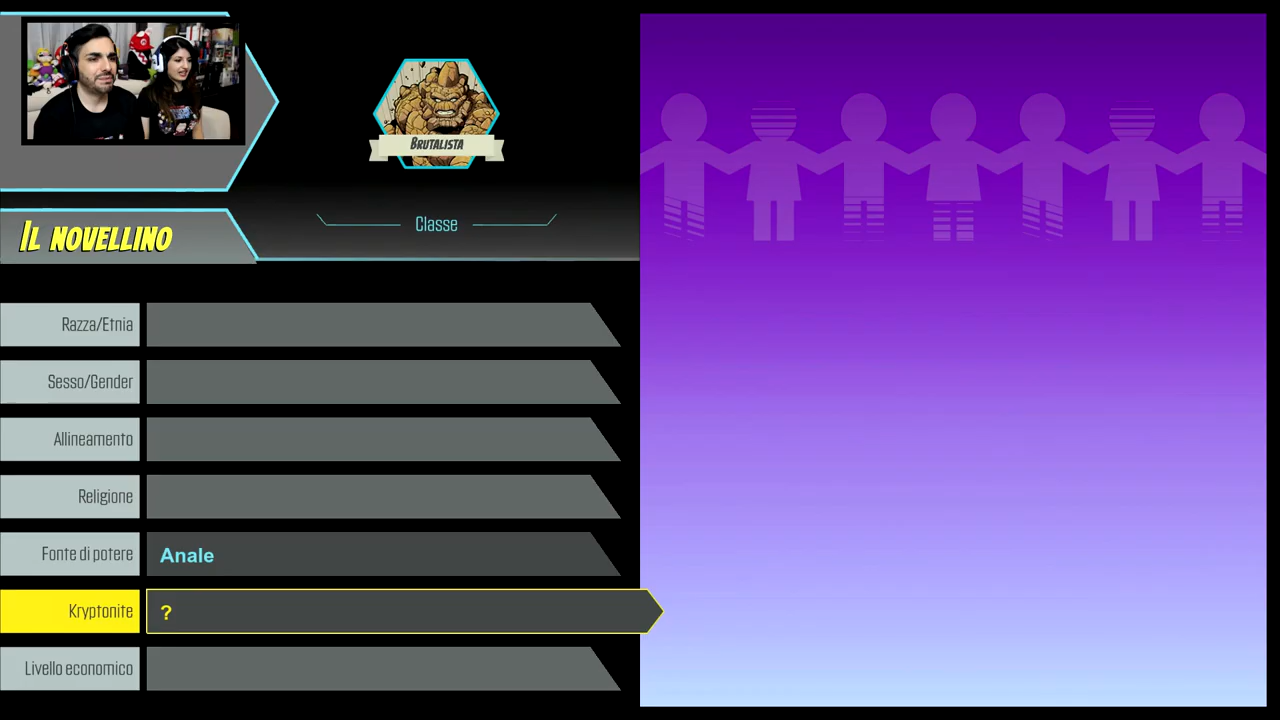 Brutalista
Classe
Il novellino
Razza/Etnia
Sesso/Gender
Allineamento
Religione
Fonte di potere
Anale
Kryptonite
?
Livello economico